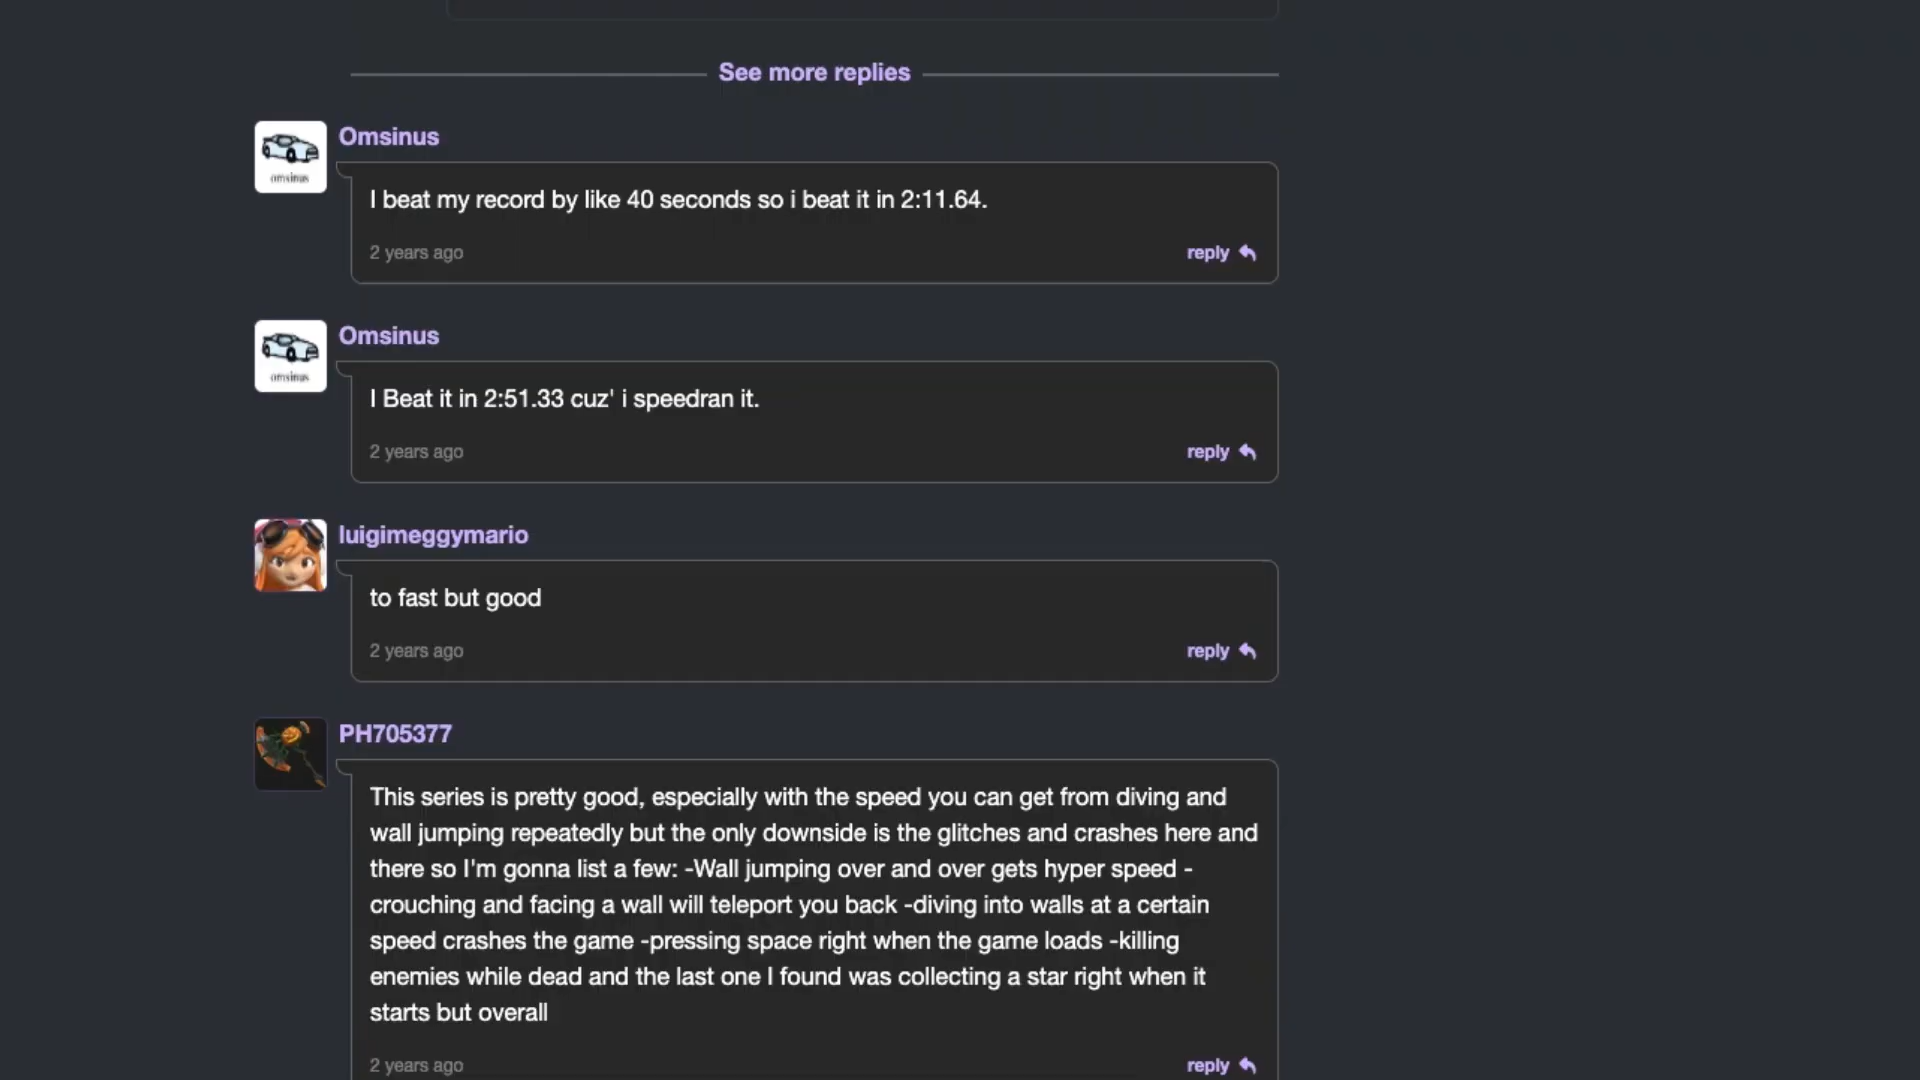 See more replies
Omsinus
omsinus
I beat my record by like 40 seconds so i beat it in 2:11.64.
2 years ago
reply
Omsinus
omsinus
I Beat it in 2:51.33 cuz' i speedran it.
2 years ago
reply
luigimeggymario
to fast but good
2 years ago
reply
PH705377
This series is pretty good, especially with the speed you can get from diving and
wall jumping repeatedly but the only downside is the glitches and crashes here and
there so I'm gonna list a few: -Wall jumping over and over gets hyper speed -
crouching and facing a wall will teleport you back -diving into walls at a certain
speed crashes the game -pressing space right when the game loads -killing
enemies while dead and the last one I found was collecting a star right when it
starts but overall
2 years ago
reply